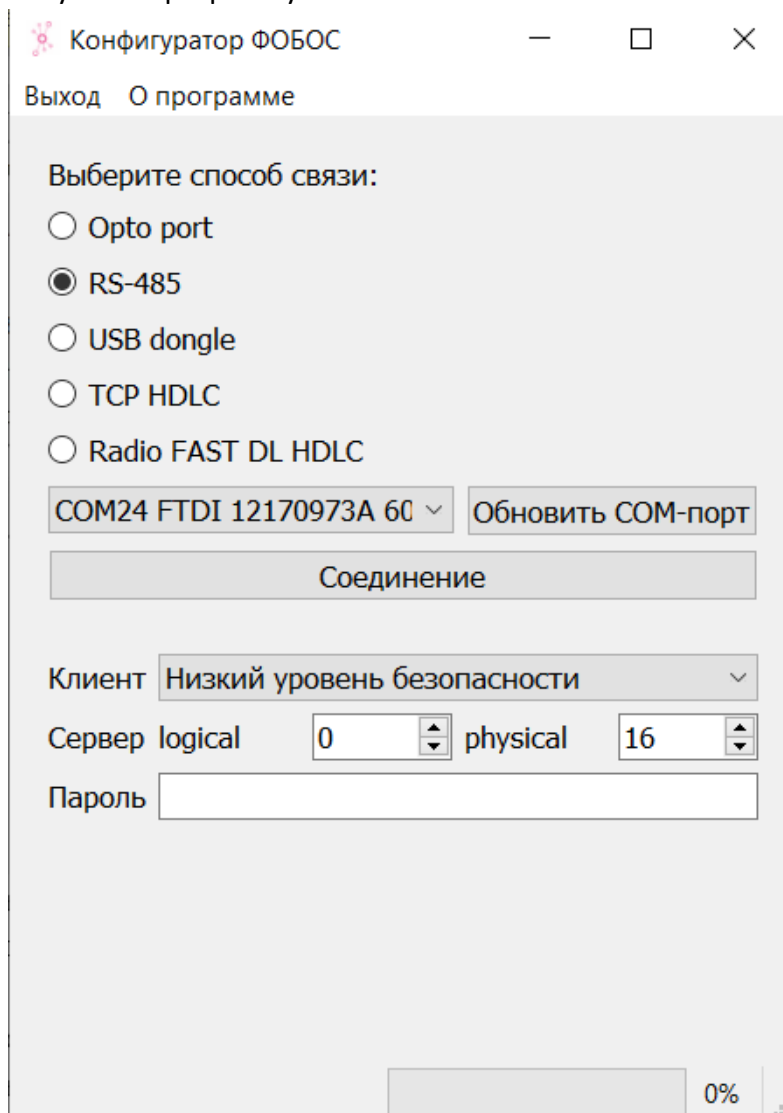 Конфигуратор ФОБОС
Выход О программе
Выберите способ связи:
Opto port
RS-485
USB dongle
TCP HDLC
Radio FAST DL HDLC
COM24 FTDI 12170973A 60 Обновить COM-порт
Соединение
Клиент Низкий уровень безопасности
Сервер logical 0 physical 16
Пароль
0%